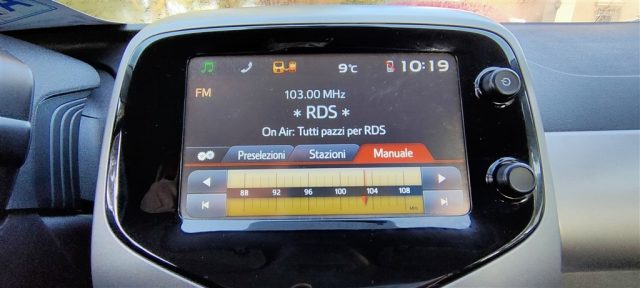 9°C 10:19
FM
103.00 MHz
* RDS *
On Air: Tutti pazzi per RDS
Preselezioni Stazioni Manuale
88 92 96 100 104 108
MHz